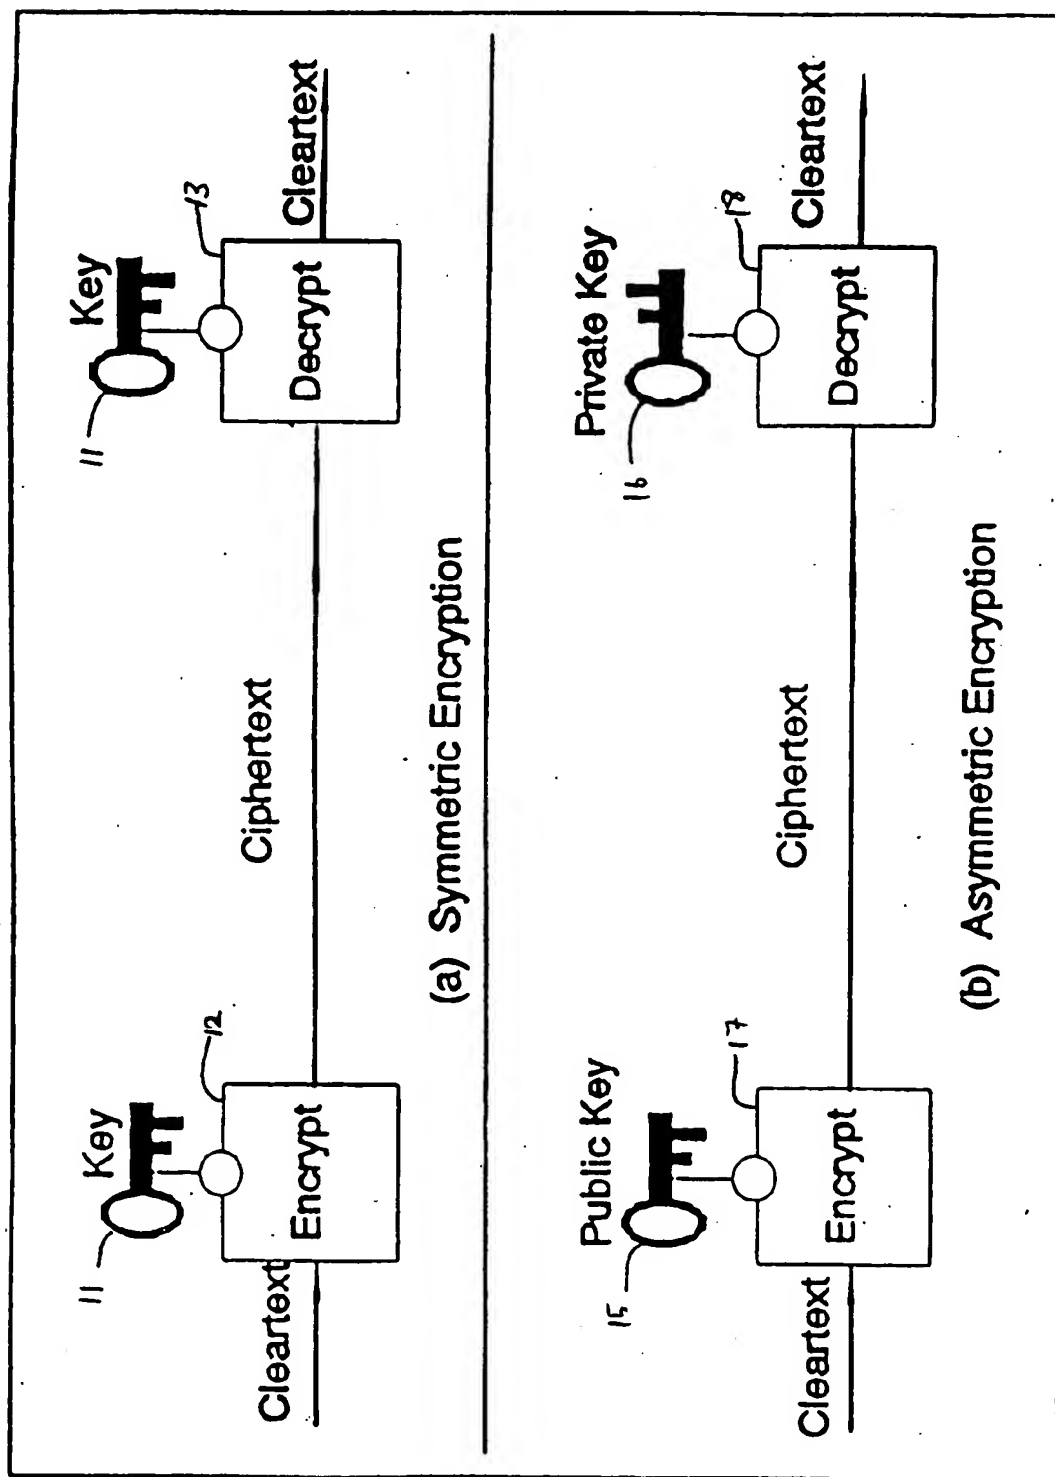 Key
Key
11
12
11
13
Cleartext
Encrypt
Ciphertext
Decrypt
Cleartext
(a) Symmetric Encryption
Public Key
Private Key
15
17
16
18
Cleartext
Encrypt
Ciphertext
Decrypt
Cleartext
(b) Asymmetric Encryption